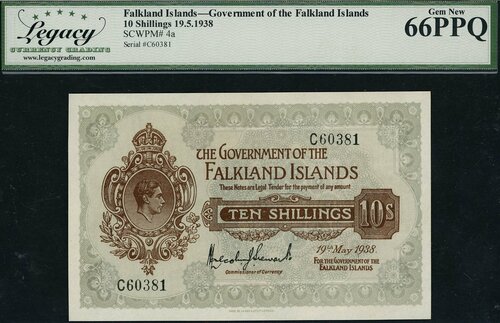 Legacy
CURRENCY GRADING
www.legacygrading.com
Falkland Islands—Government of the Falkland Islands
10 Shillings 19.5.1938
SCWPM# 4a
Serial #C60381
Gem New
66PPQ
C60381
THE GOVERNMENT OF THE
FALKLAND ISLANDS
These Notes are Legal Tender for the payment of any amount
TEN SHILLINGS
10s
19th May 1938.
Commissioner of Currency
FOR THE GOVERNMENT OF THE
FALKLAND ISLANDS
C60381